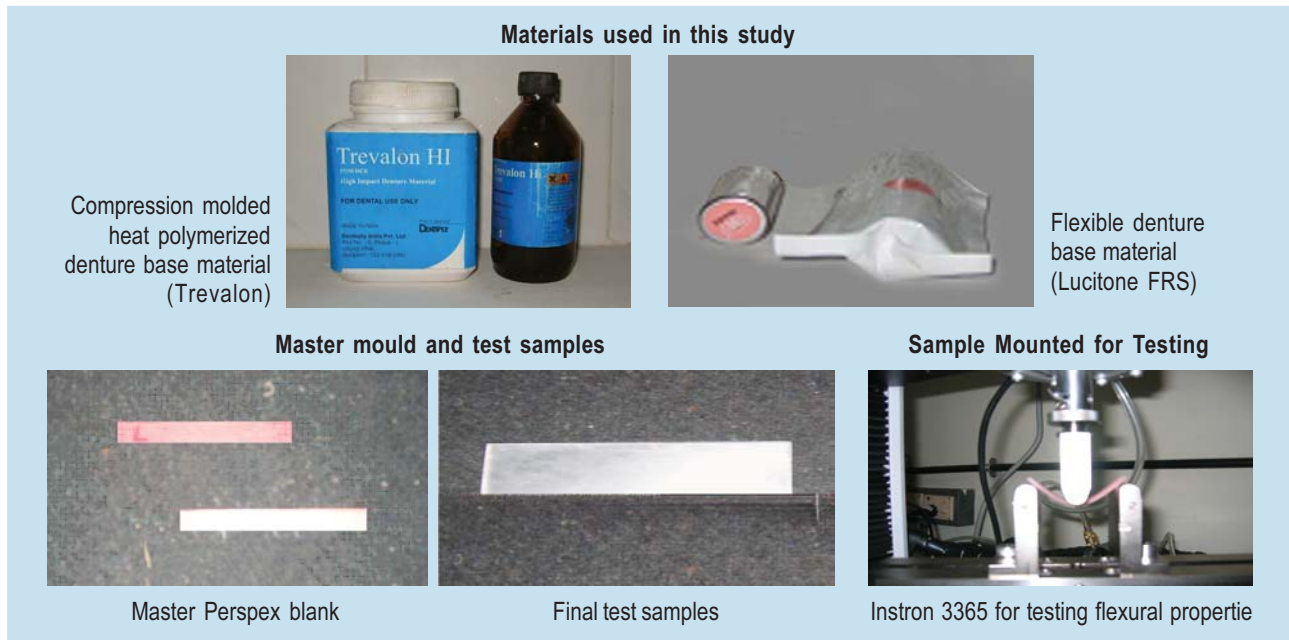 Materials used in this study
Compression molded
heat polymerized
denture base material
(Trevalon)
Trevalon HI
High Impact Denture Material
FOR DENTAL USE ONLY
DENTSPLY
Trevalon Hi
Flexible denture
base material
(Lucitone FRS)
Master mould and test samples
Sample Mounted for Testing
L
Master Perspex blank
Final test samples
Instron 3365 for testing flexural propertie